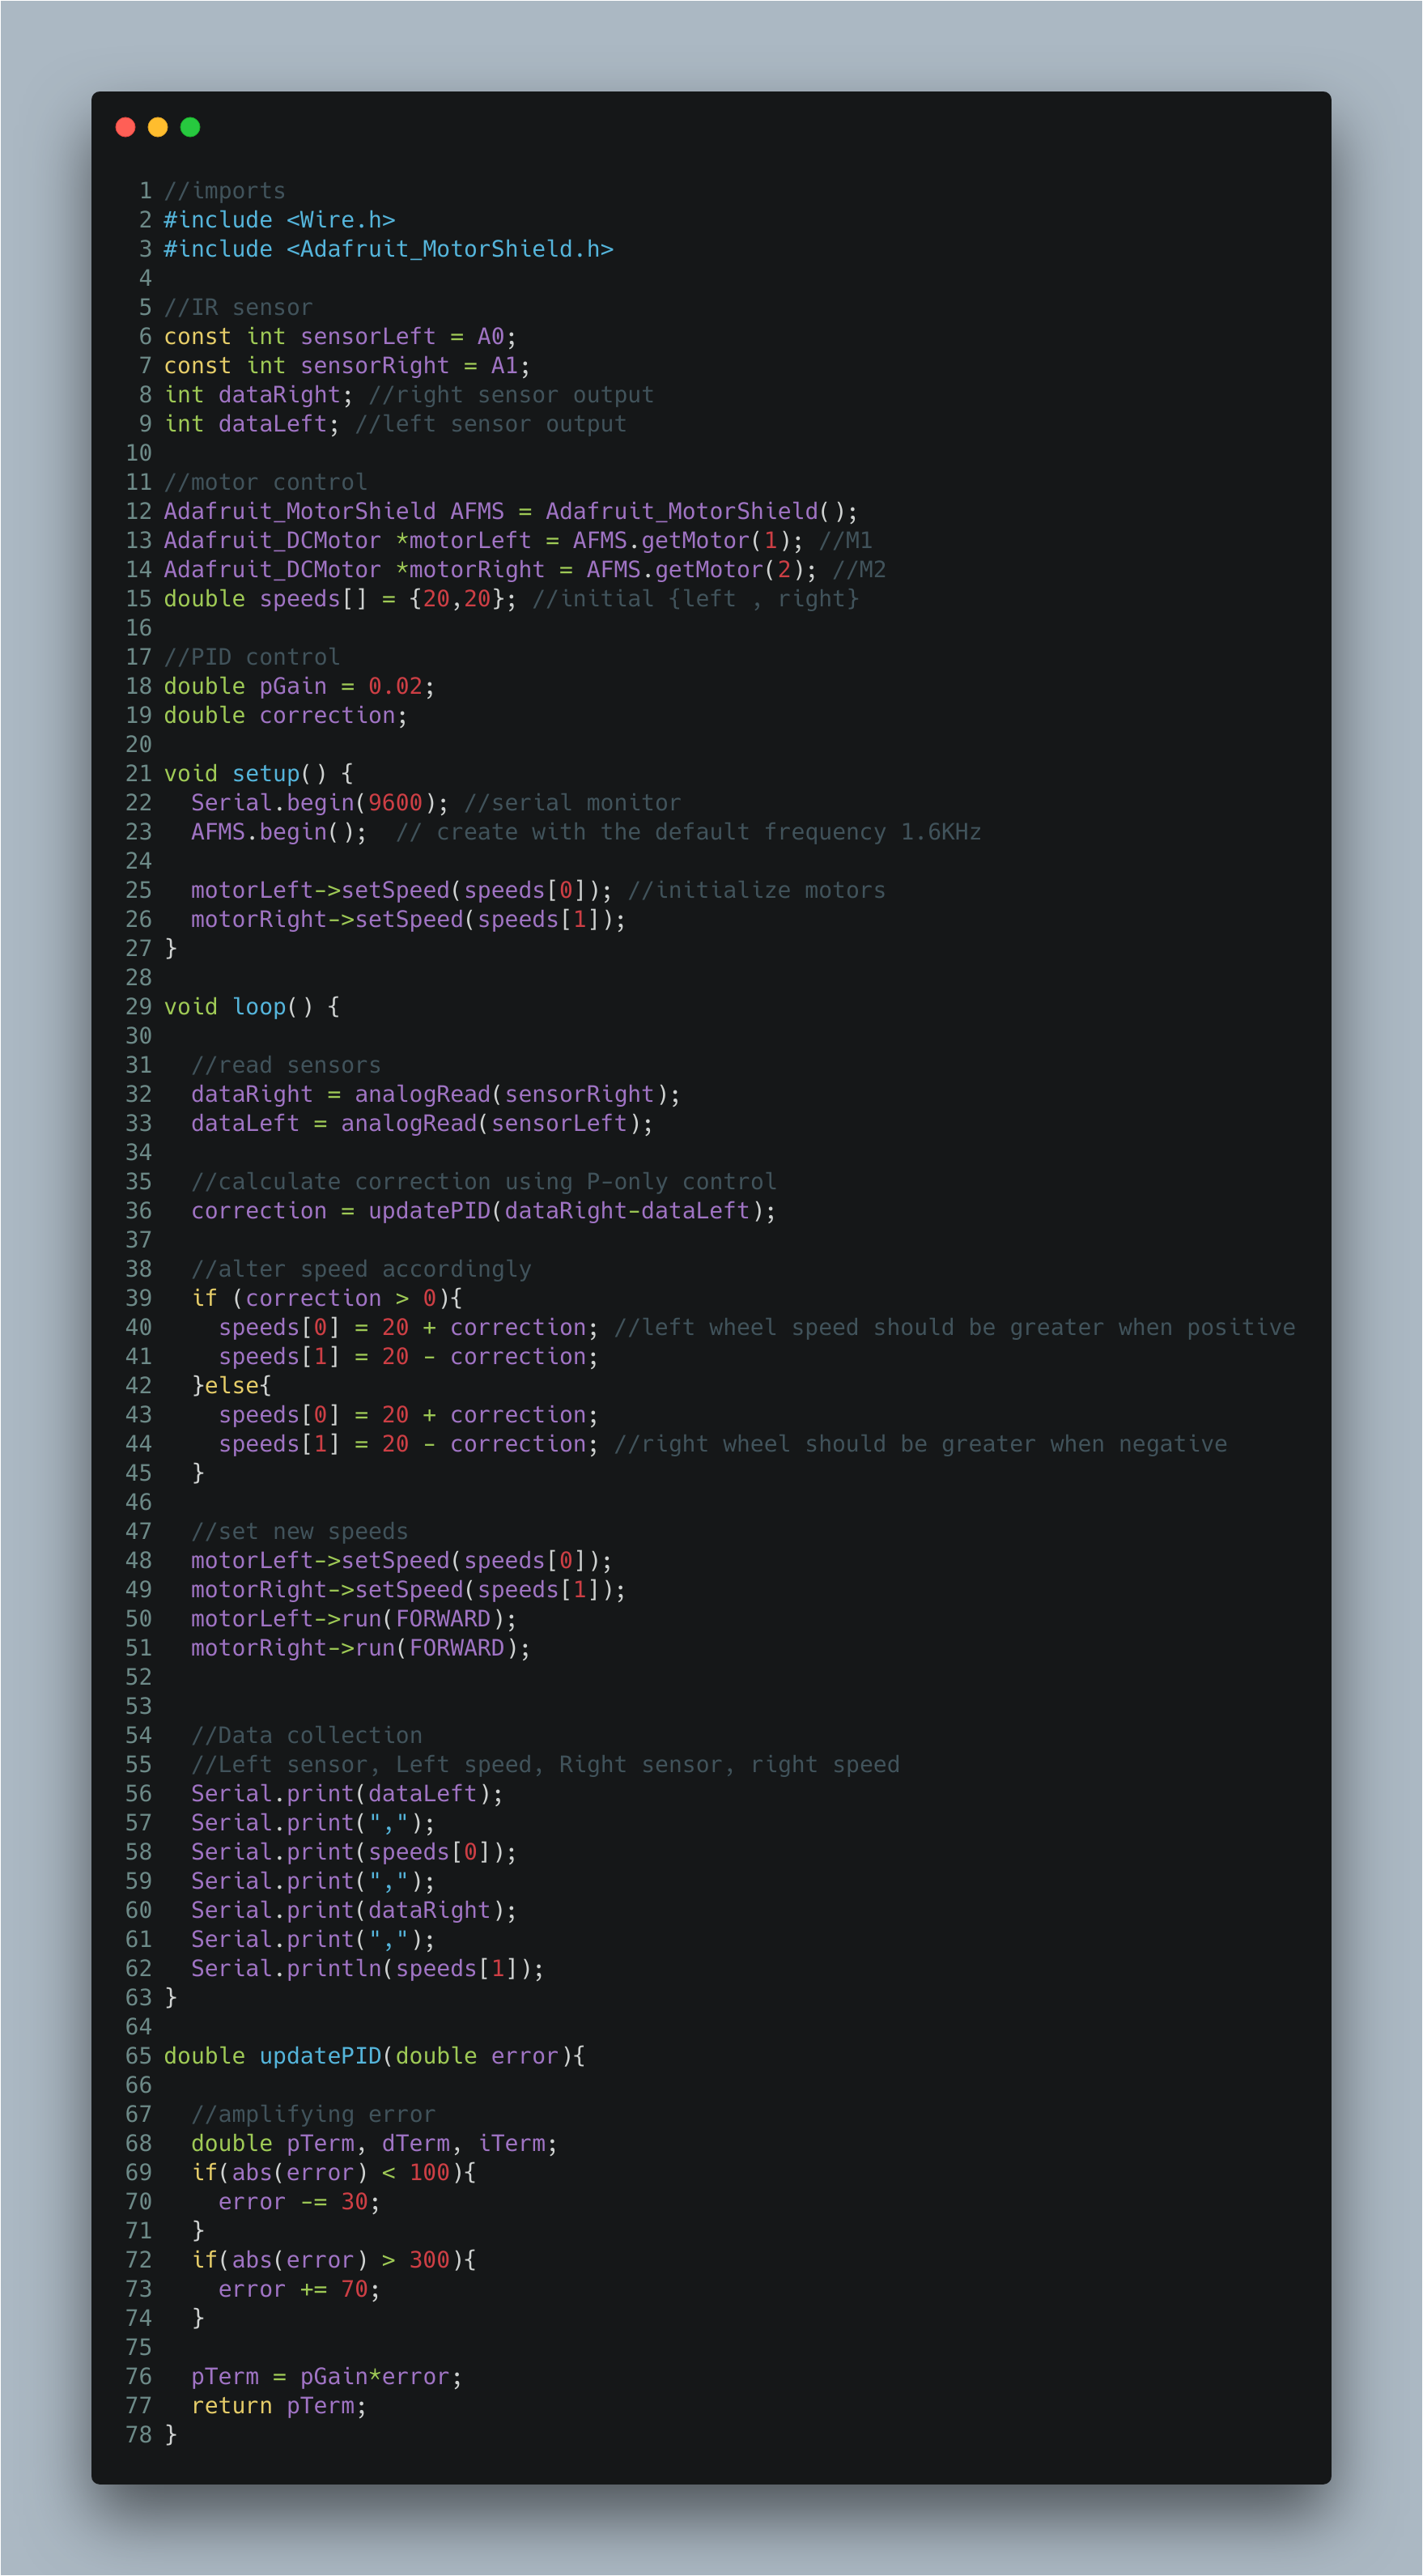 1 //imports
2 #include <Wire.h>
3 #include <Adafruit_MotorShield.h>
4
5 //IR sensor
6 const int sensorLeft = A0;
7 const int sensorRight = A1;
8 int dataRight; //right sensor output
9 int dataLeft; //left sensor output
10
11 //motor control
12 Adafruit_MotorShield AFMS = Adafruit_MotorShield();
13 Adafruit_DCMotor *motorLeft = AFMS.getMotor(1); //M1
14 Adafruit_DCMotor *motorRight = AFMS.getMotor(2); //M2
15 double speeds[] = {20,20}; //initial {left , right}
16
17 //PID control
18 double pGain = 0.02;
19 double correction;
20
21 void setup() {
22   Serial.begin(9600); //serial monitor
23   AFMS.begin();  // create with the default frequency 1.6KHz
24
25   motorLeft->setSpeed(speeds[0]); //initialize motors
26   motorRight->setSpeed(speeds[1]);
27 }
28
29 void loop() {
30
31   //read sensors
32   dataRight = analogRead(sensorRight);
33   dataLeft = analogRead(sensorLeft);
34
35   //calculate correction using P-only control
36   correction = updatePID(dataRight-dataLeft);
37
38   //alter speed accordingly
39   if (correction > 0){
40     speeds[0] = 20 + correction; //left wheel speed should be greater when positive
41     speeds[1] = 20 - correction;
42   }else{
43     speeds[0] = 20 + correction;
44     speeds[1] = 20 - correction; //right wheel should be greater when negative
45   }
46
47   //set new speeds
48   motorLeft->setSpeed(speeds[0]);
49   motorRight->setSpeed(speeds[1]);
50   motorLeft->run(FORWARD);
51   motorRight->run(FORWARD);
52
53
54   //Data collection
55   //Left sensor, Left speed, Right sensor, right speed
56   Serial.print(dataLeft);
57   Serial.print(",");
58   Serial.print(speeds[0]);
59   Serial.print(",");
60   Serial.print(dataRight);
61   Serial.print(",");
62   Serial.println(speeds[1]);
63 }
64
65 double updatePID(double error){
66
67   //amplifying error
68   double pTerm, dTerm, iTerm;
69   if(abs(error) < 100){
70     error -= 30;
71   }
72   if(abs(error) > 300){
73     error += 70;
74   }
75
76   pTerm = pGain*error;
77   return pTerm;
78 }